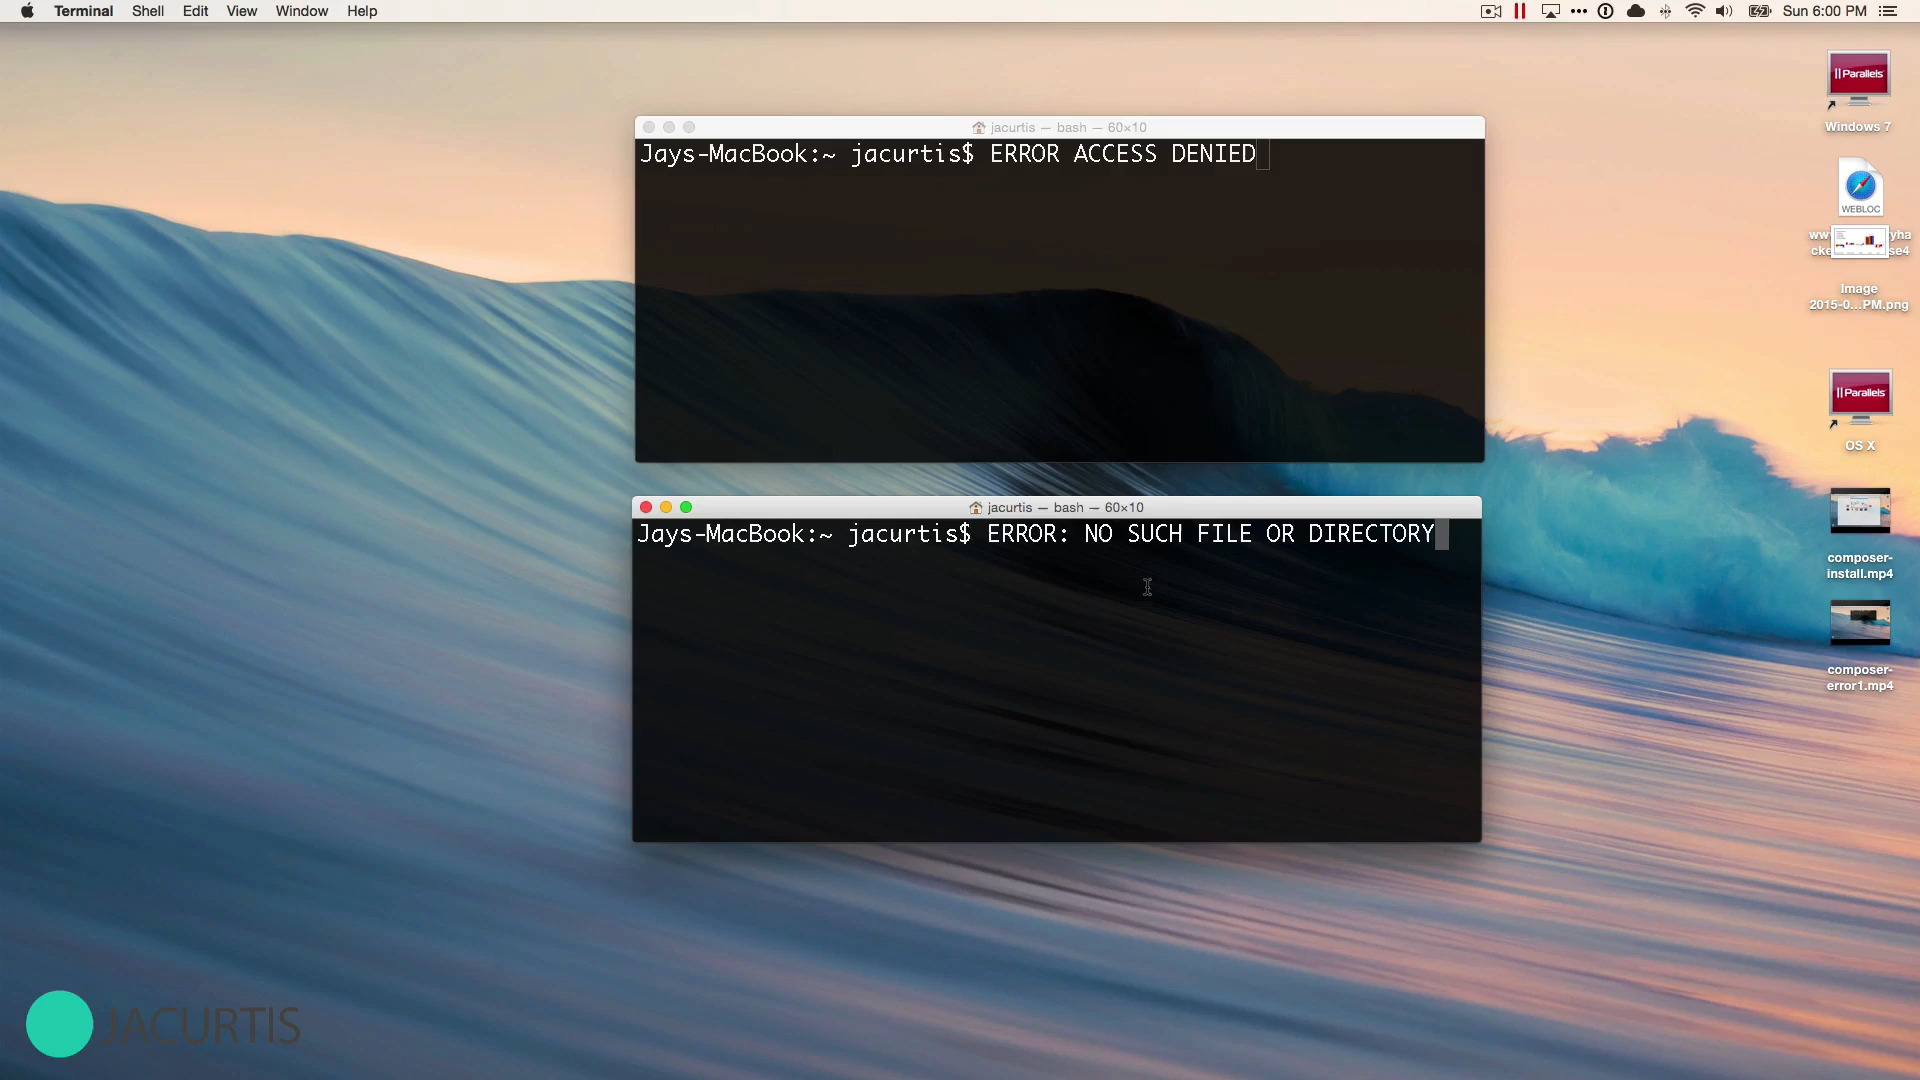 Terminal Shell Edit View Window Help
Sun 6:00 PM
Parallels
Windows 7
WEBLOC
Image
2015-0...PM.png
Parallels
OS X
composer-
install.mp4
composer-
error1.mp4
jacurtis — bash — 60×10
Jays-MacBook:~ jacurtis$ ERROR ACCESS DENIED
jacurtis — bash — 60×10
Jays-MacBook:~ jacurtis$ ERROR: NO SUCH FILE OR DIRECTORY
JACURTIS